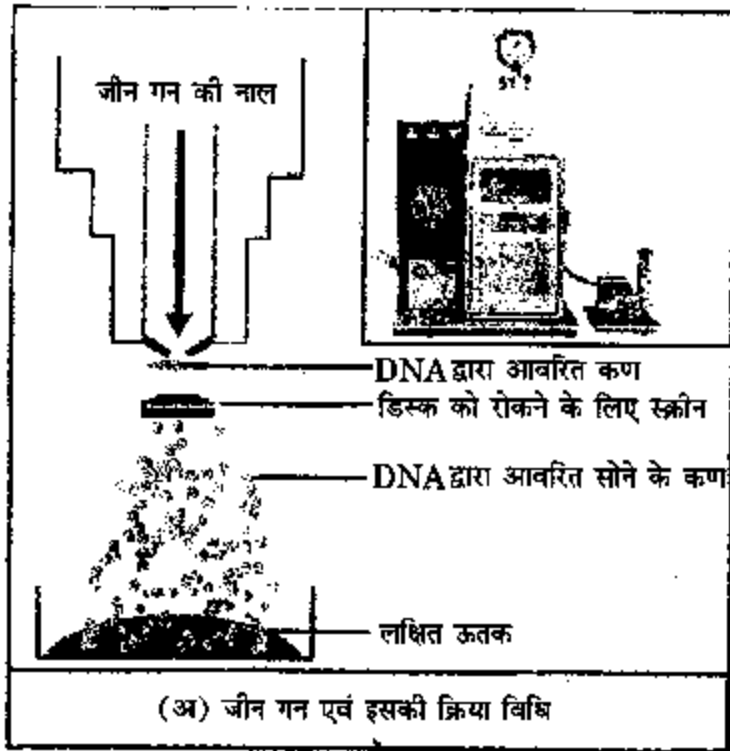 जीन गन की नाल
DNA द्वारा आवरित कण
डिस्क को रोकने के लिए स्क्रीन
DNA द्वारा आवरित सोने के कण
लक्षित ऊतक
(अ) जीन गन एवं इसकी क्रिया विधि